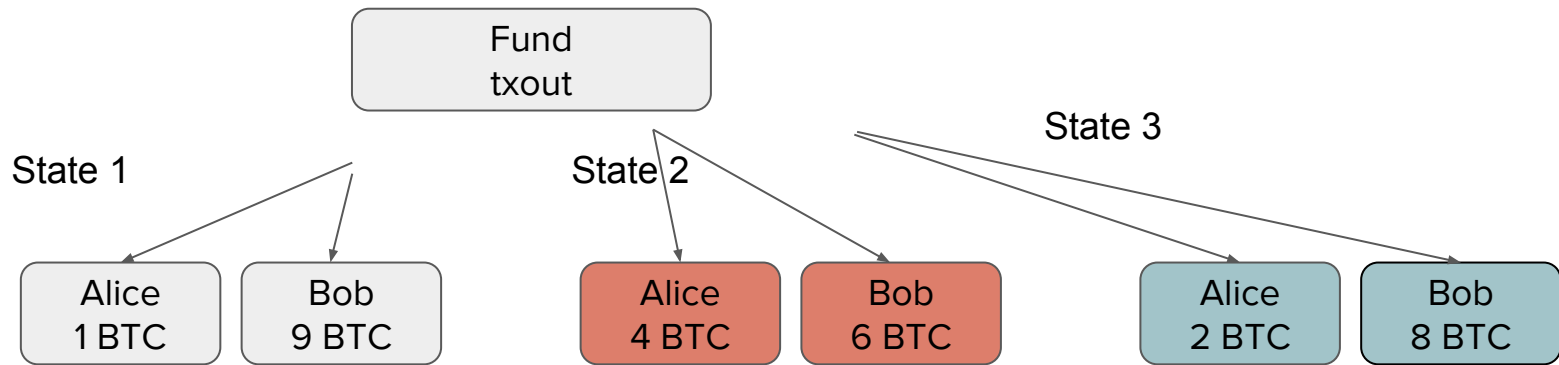 Fund
txout
State 1
State 2
State 3
Alice
1 BTC
Bob
9 BTC
Alice
4 BTC
Bob
6 BTC
Alice
2 BTC
Bob
8 BTC